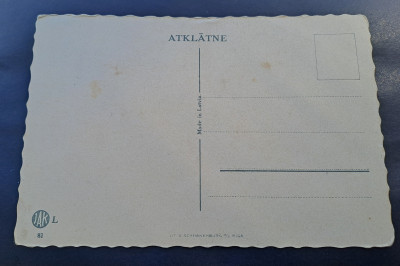 ATKLĀTNE
Made in Latvia
JAK L
82